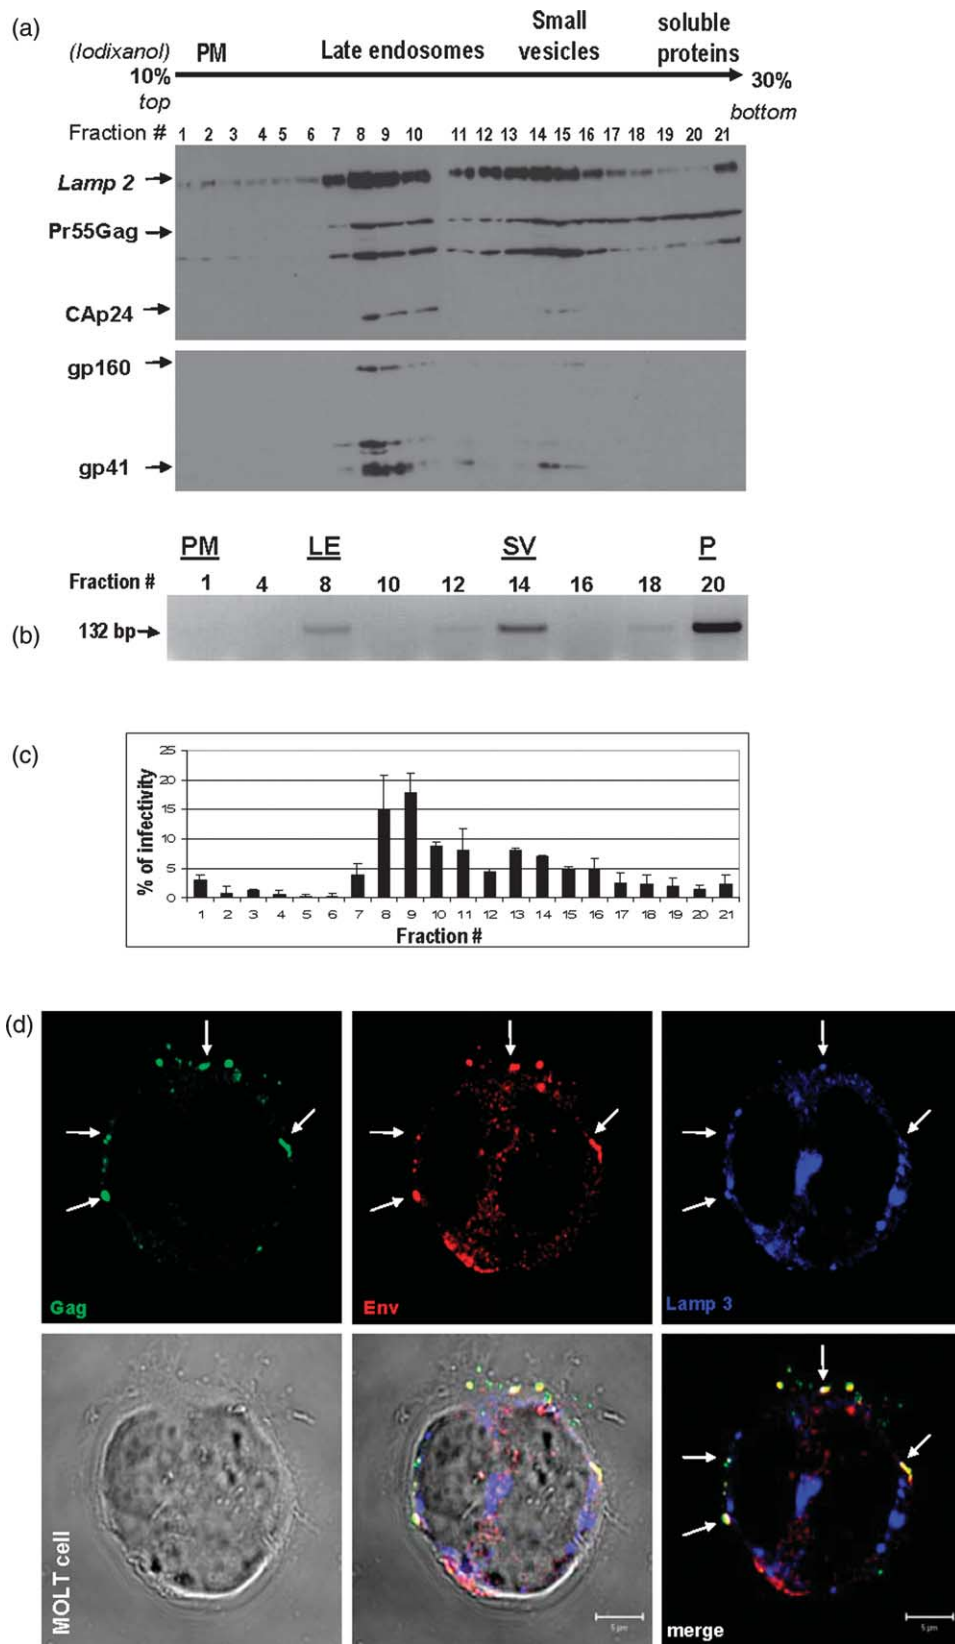 (a)
(Iodixanol) PM Late endosomes Small vesicles soluble proteins
10% 30%
top bottom
Fraction # 1 2 3 4 5 6 7 8 9 10 11 12 13 14 15 16 17 18 19 20 21
Lamp 2
Pr55Gag
CAp24
gp160
gp41
PM LE SV P
Fraction # 1 4 8 10 12 14 16 18 20
(b) 132 bp
(c)
% of infectivity
25
20
15
10
5
0
1 2 3 4 5 6 7 8 9 10 11 12 13 14 15 16 17 18 19 20 21
Fraction #
(d)
Gag Env Lamp 3
MOLT cell
5 µm
merge
5 µm